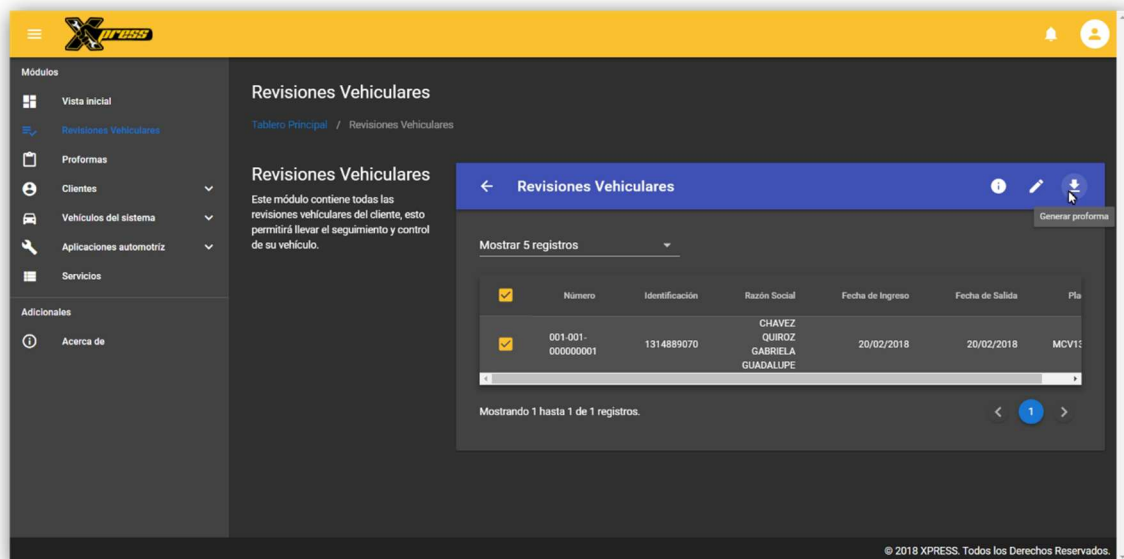 Xpress
Módulos
Vista inicial
Revisiones Vehiculares
Proformas
Clientes
Vehículos del sistema
Aplicaciones automotríz
Servicios
Adicionales
Acerca de
Revisiones Vehiculares
Tablero Principal / Revisiones Vehiculares
Revisiones Vehiculares
Este módulo contiene todas las
revisiones vehículares del cliente, esto
permitirá llevar el seguimiento y control
de su vehículo.
Revisiones Vehiculares
Generar proforma
Mostrar 5 registros
Número Identificación Razón Social Fecha de Ingreso Fecha de Salida Pla
001-001-
000000001
1314889070
CHAVEZ
QUIROZ
GABRIELA
GUADALUPE
20/02/2018
20/02/2018
MCV13
Mostrando 1 hasta 1 de 1 registros.
1
© 2018 XPRESS. Todos los Derechos Reservados.